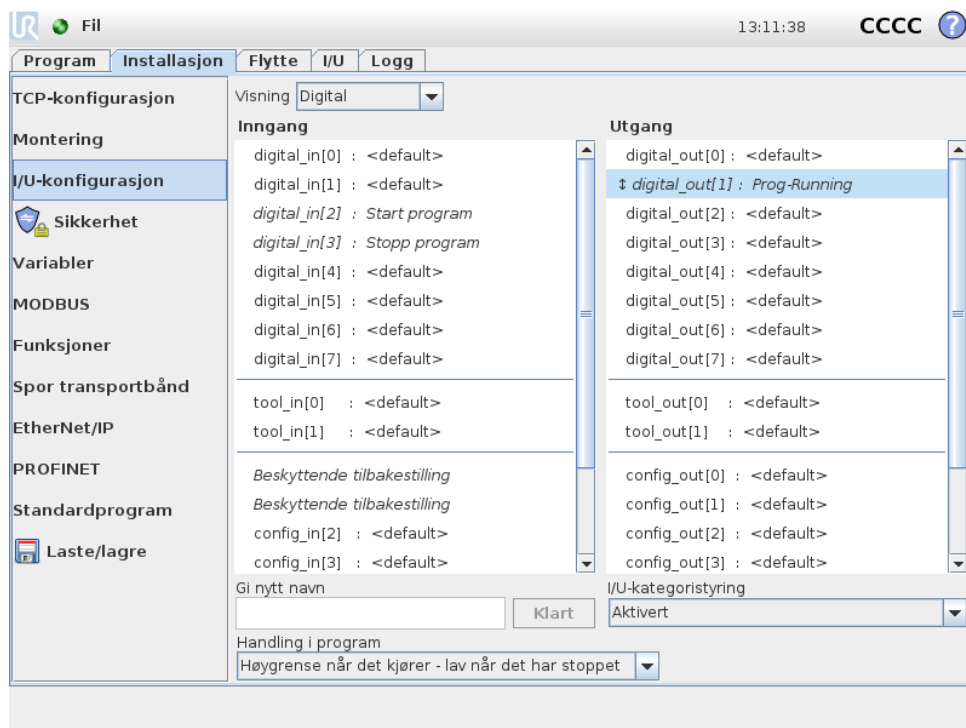 UR Fil 13:11:38 CCCC ?
Program Installasjon Flytte I/U Logg
TCP-konfigurasjon
Montering
I/U-konfigurasjon
Sikkerhet
Variabler
MODBUS
Funksjoner
Spor transportbånd
EtherNet/IP
PROFINET
Standardprogram
Laste/lagre
Visning Digital
Inngang
digital_in[0] : <default>
digital_in[1] : <default>
digital_in[2] : Start program
digital_in[3] : Stopp program
digital_in[4] : <default>
digital_in[5] : <default>
digital_in[6] : <default>
digital_in[7] : <default>
tool_in[0] : <default>
tool_in[1] : <default>
Beskyttende tilbakestilling
Beskyttende tilbakestilling
config_in[2] : <default>
config_in[3] : <default>
Utgang
digital_out[0] : <default>
↕ digital_out[1] : Prog-Running
digital_out[2] : <default>
digital_out[3] : <default>
digital_out[4] : <default>
digital_out[5] : <default>
digital_out[6] : <default>
digital_out[7] : <default>
tool_out[0] : <default>
tool_out[1] : <default>
config_out[0] : <default>
config_out[1] : <default>
config_out[2] : <default>
config_out[3] : <default>
Gi nytt navn
Klart
I/U-kategoristyring
Aktivert
Handling i program
Høygrense når det kjører - lav når det har stoppet